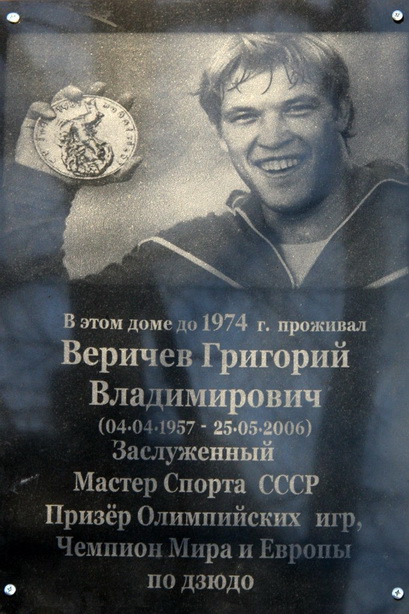 В этом доме до 1974 г. проживал
Веричев Григорий
Владимирович
(04·04·1957 - 25·05·2006)
Заслуженный
Мастер Спорта СССР
Призёр Олимпийских игр,
Чемпион Мира и Европы
по дзюдо